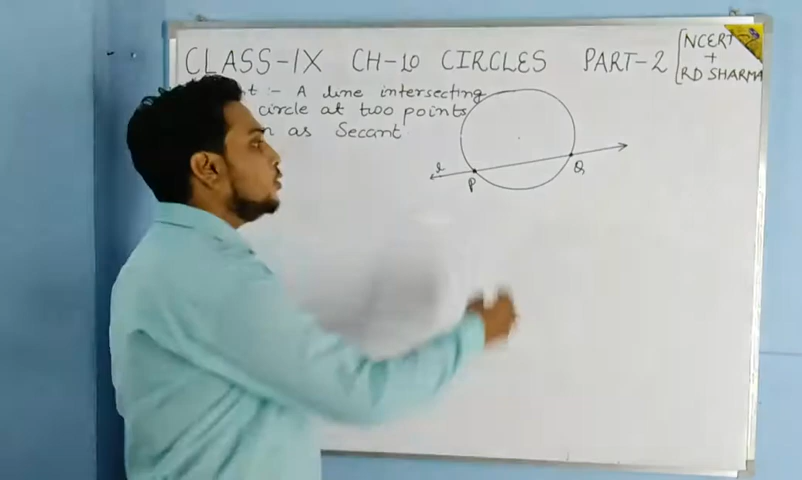 CLASS-IX CH-10 CIRCLES PART-2 [NCERT
+
RD SHARMA
t :- A line intersecting
circle at two points
n as Secant
l P Q